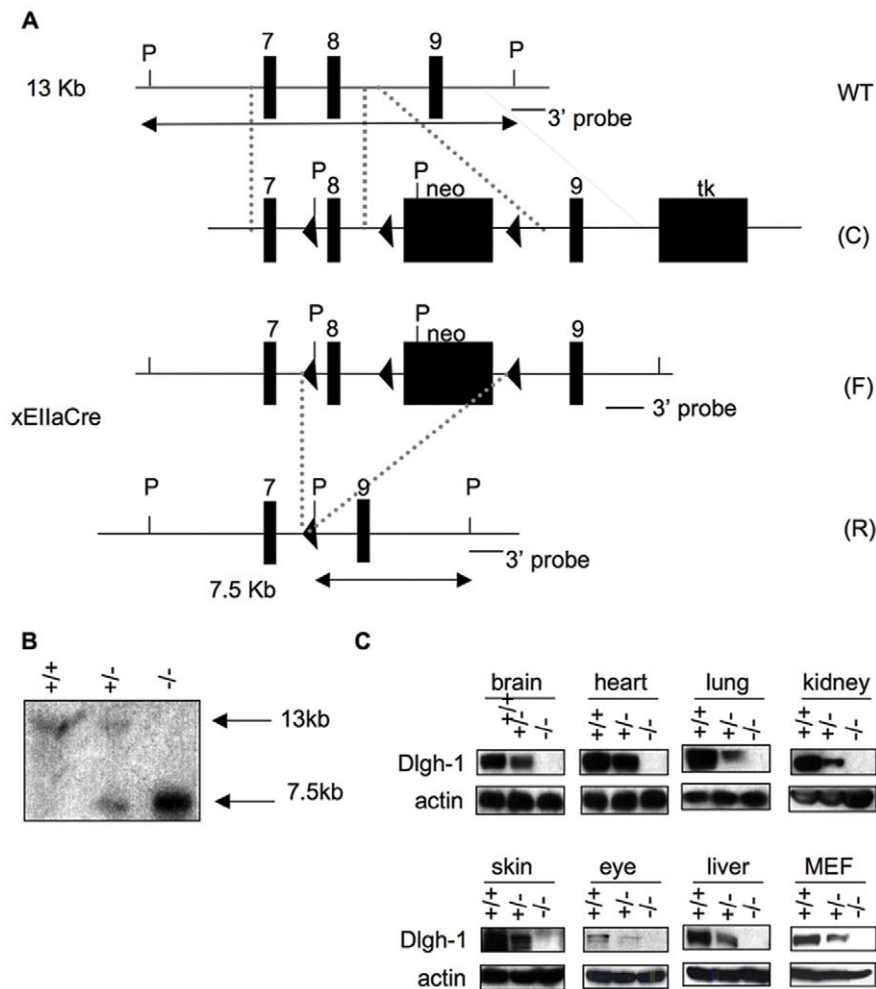 A
7 8 9
P P
13 Kb WT
3' probe
P
7 P 8 neo 9 tk
(C)
P
7 P 8 neo 9
(F)
3' probe
xEIIaCre
P 7 P 9 P
(R)
3' probe
7.5 Kb
B
+/+ +/- -/-
13kb
7.5kb
C
brain heart lung kidney
+/+ +/- -/- +/+ +/- -/- +/+ +/- -/- +/+ +/- -/-
Dlgh-1
actin
skin eye liver MEF
+/+ +/- -/- +/+ +/- -/- +/+ +/- -/- +/+ +/- -/-
Dlgh-1
actin